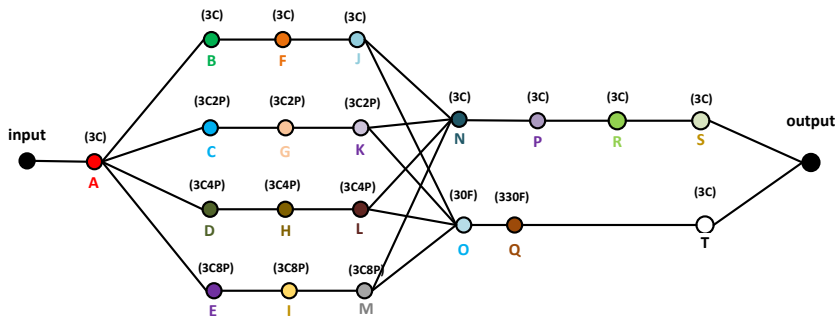 (3C) (3C) (3C)
B F J
(3C2P) (3C2P) (3C2P) (3C) (3C) (3C) (3C)
input output
(3C)
C G K N P R S
A
(3C4P) (3C4P) (3C4P) (30F) (330F) (3C)
D H L
O Q T
(3C8P) (3C8P) (3C8P)
E I M